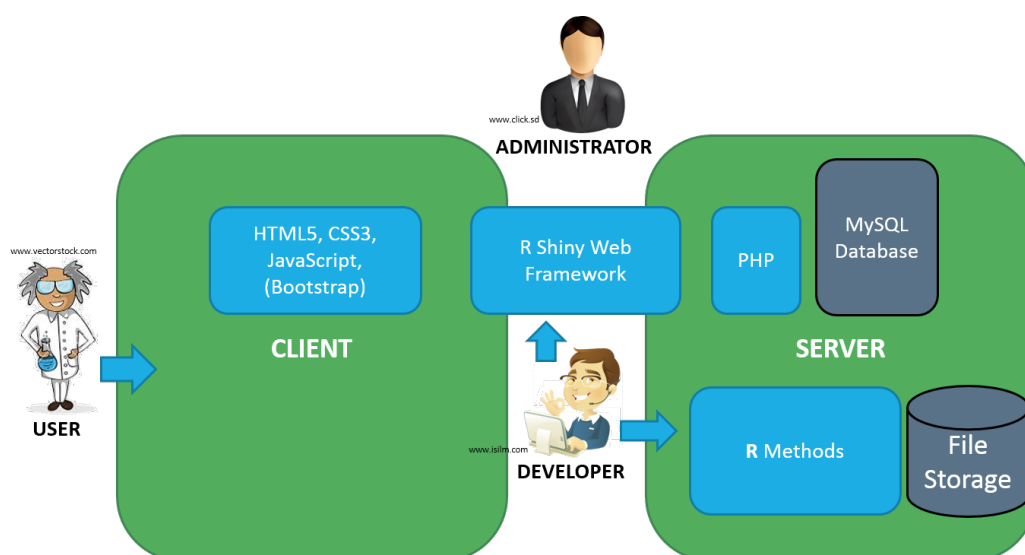 www.click.sd
ADMINISTRATOR
www.vectorstock.com
USER
HTML5, CSS3,
JavaScript,
(Bootstrap)
CLIENT
R Shiny Web
Framework
www.isilm.com
DEVELOPER
PHP
MySQL
Database
SERVER
R Methods
File
Storage